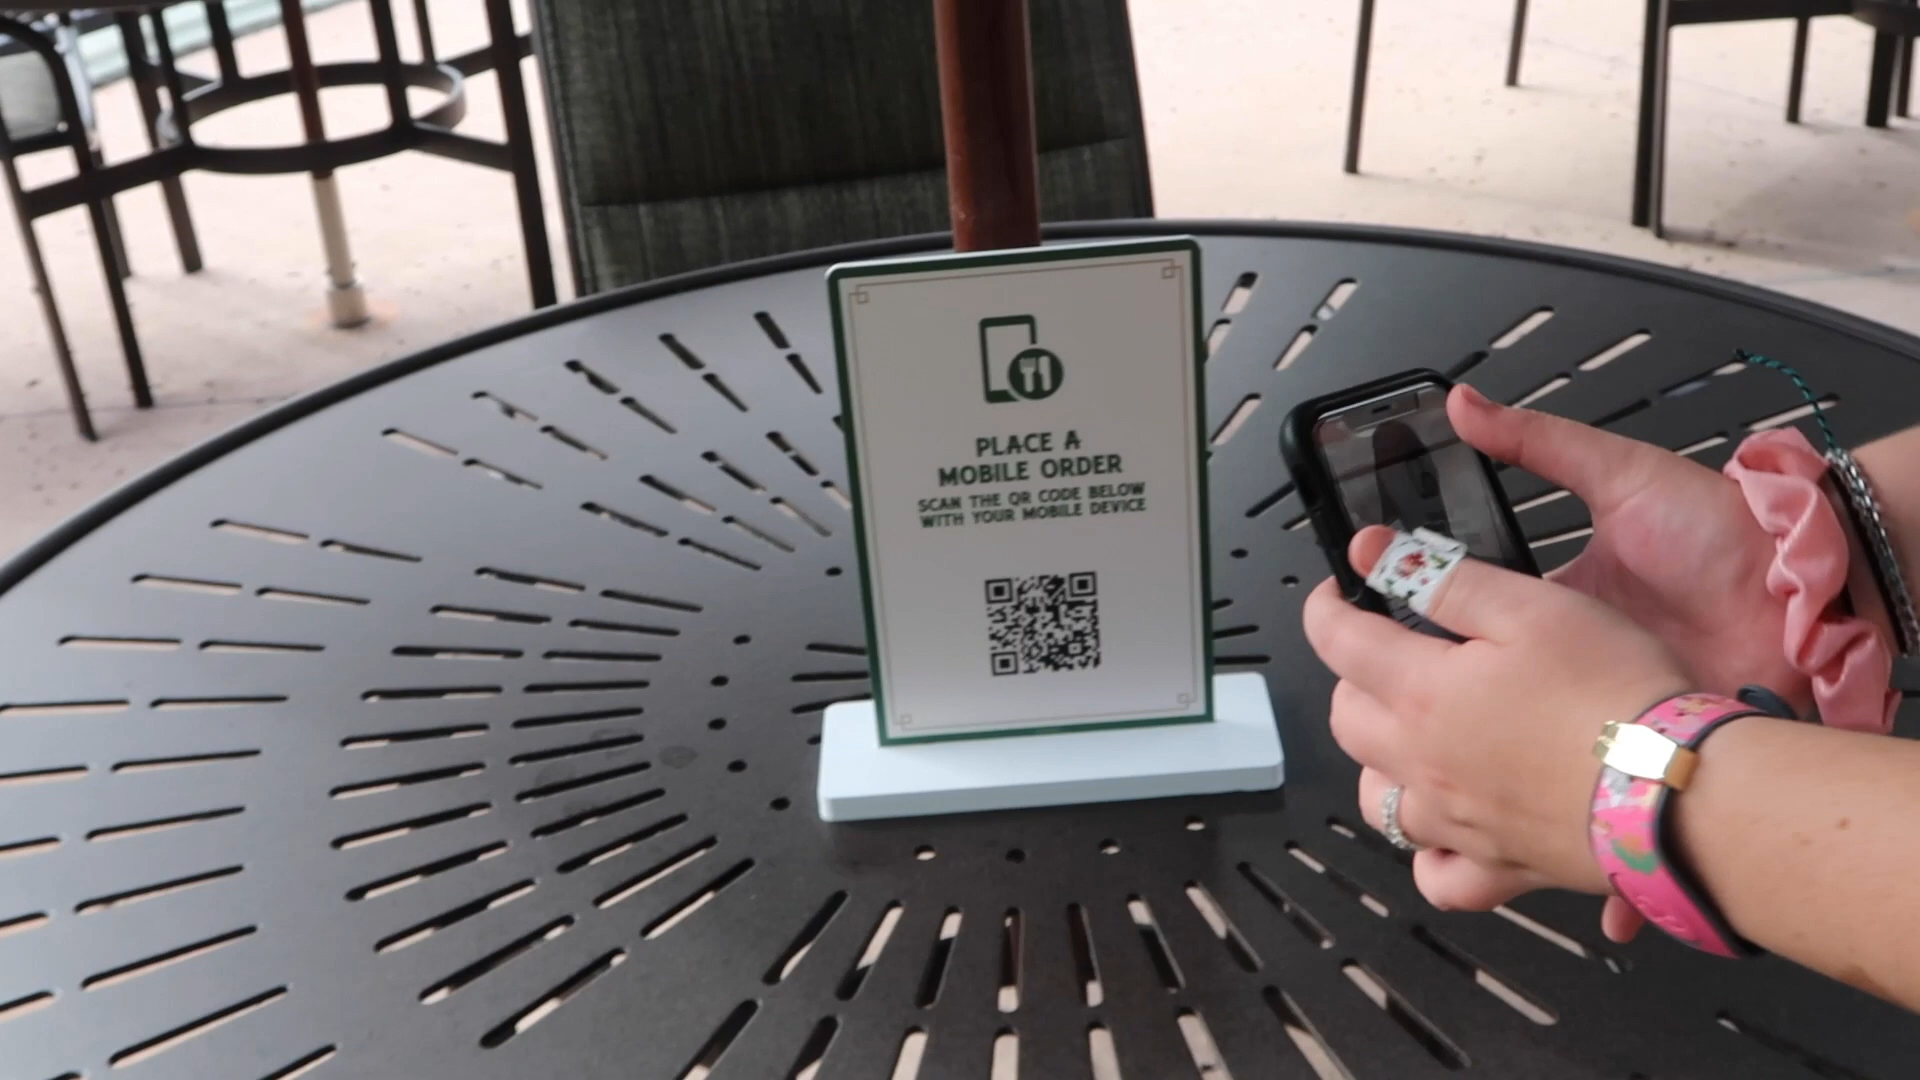 PLACE A
MOBILE ORDER
SCAN THE QR CODE BELOW
WITH YOUR MOBILE DEVICE